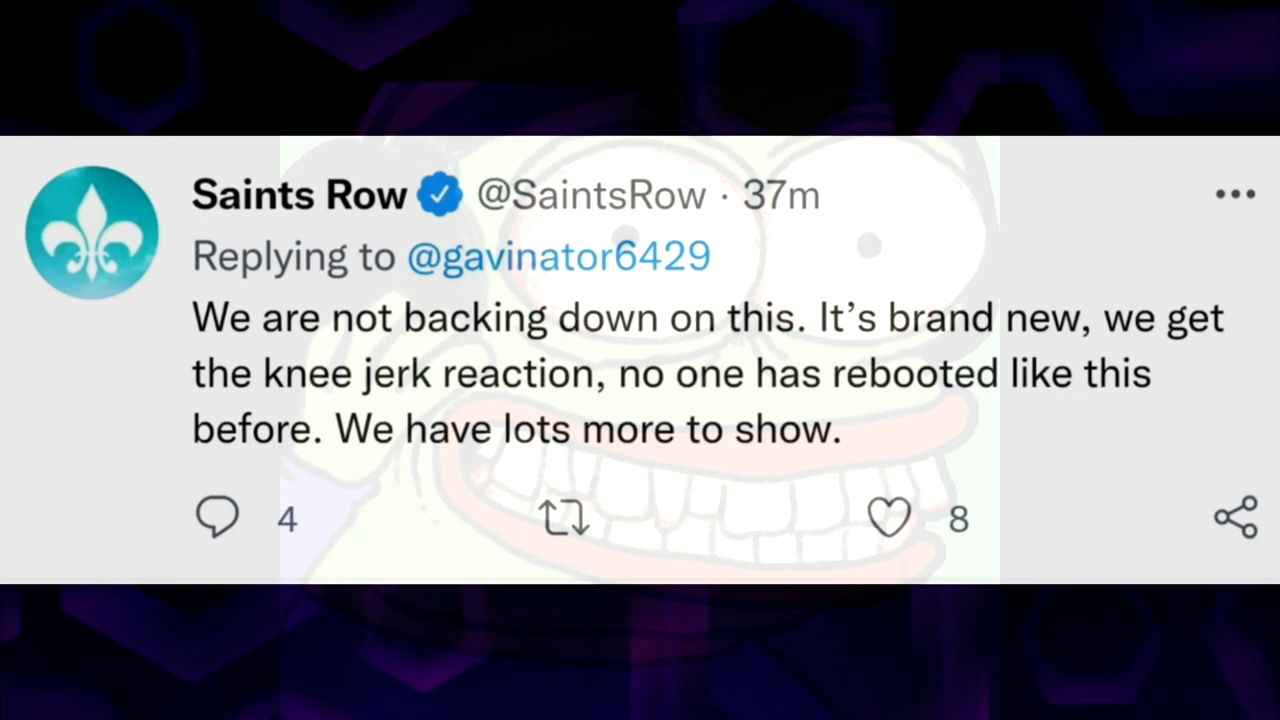 Saints Row @SaintsRow · 37m
Replying to @gavinator6429
We are not backing down on this. It’s brand new, we get
the knee jerk reaction, no one has rebooted like this
before. We have lots more to show.
4 8